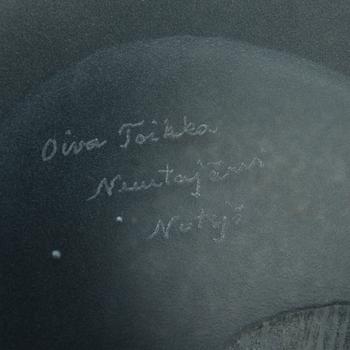 Oiva Toikka
Nuutajärvi
Notsjö